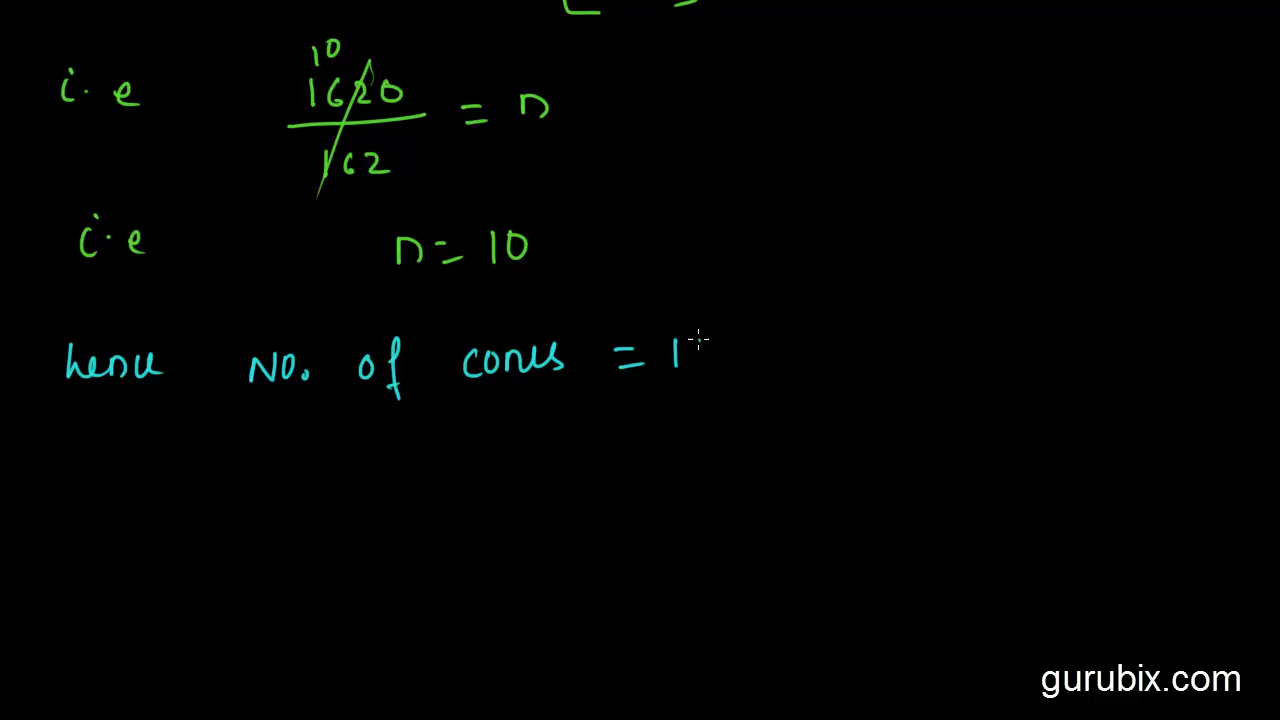 10
i.e 1620/162 = n
i.e n = 10
hence NO. of cones = 1
gurubix.com